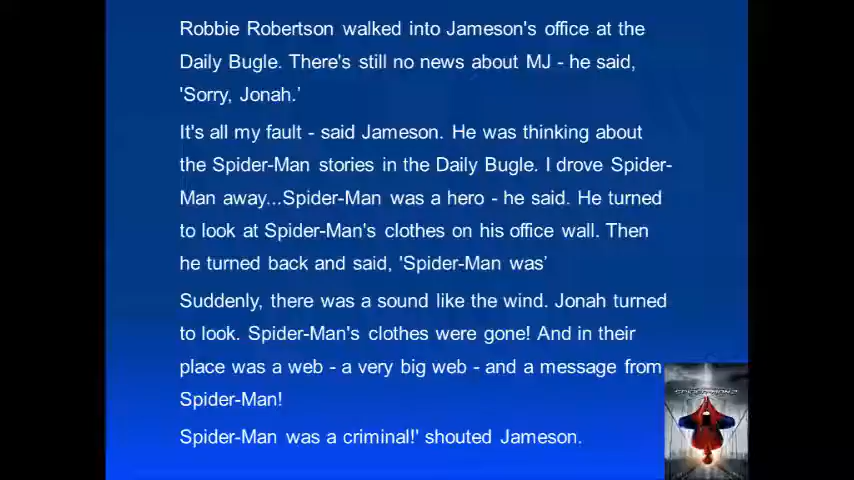 Robbie Robertson walked into Jameson's office at the
Daily Bugle. There's still no news about MJ - he said,
'Sorry, Jonah.'
It's all my fault - said Jameson. He was thinking about
the Spider-Man stories in the Daily Bugle. I drove Spider-
Man away...Spider-Man was a hero - he said. He turned
to look at Spider-Man's clothes on his office wall. Then
he turned back and said, 'Spider-Man was'
Suddenly, there was a sound like the wind. Jonah turned
to look. Spider-Man's clothes were gone! And in their
place was a web - a very big web - and a message from
Spider-Man!
Spider-Man was a criminal!' shouted Jameson.